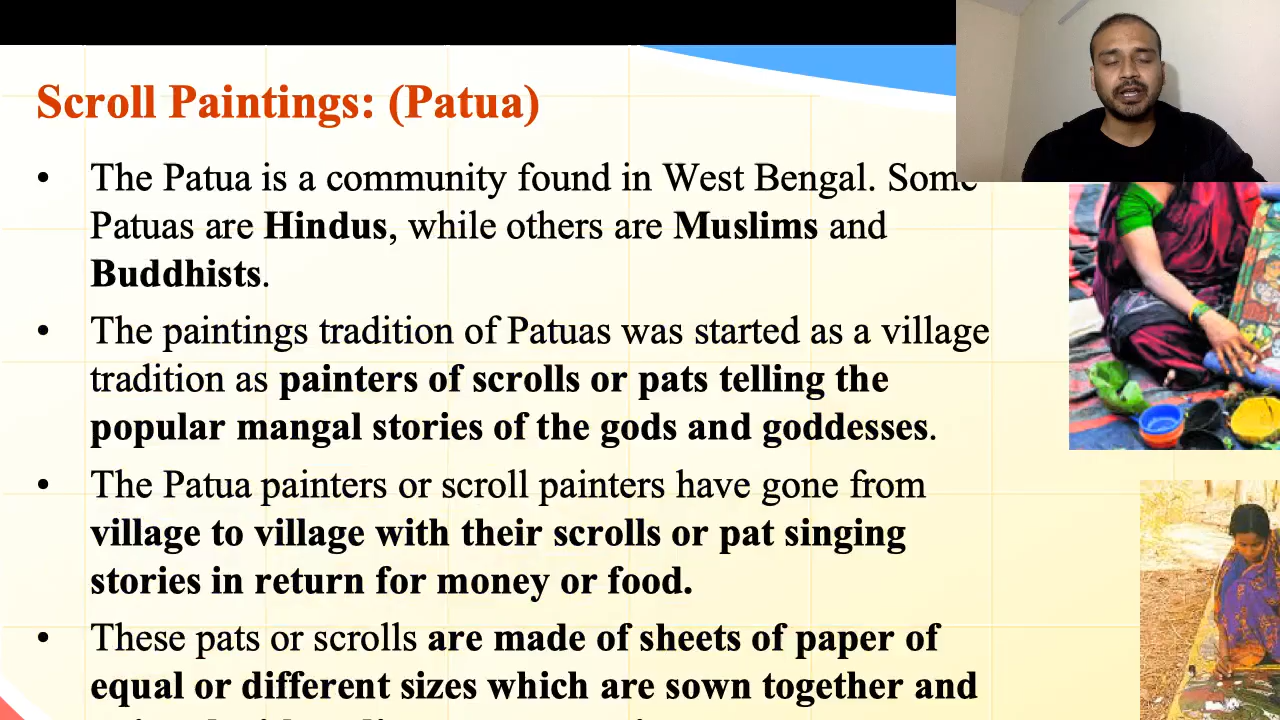 Scroll Paintings: (Patua)
• The Patua is a community found in West Bengal. Some
Patuas are Hindus, while others are Muslims and
Buddhists.
• The paintings tradition of Patuas was started as a village
tradition as painters of scrolls or pats telling the
popular mangal stories of the gods and goddesses.
• The Patua painters or scroll painters have gone from
village to village with their scrolls or pat singing
stories in return for money or food.
• These pats or scrolls are made of sheets of paper of
equal or different sizes which are sown together and